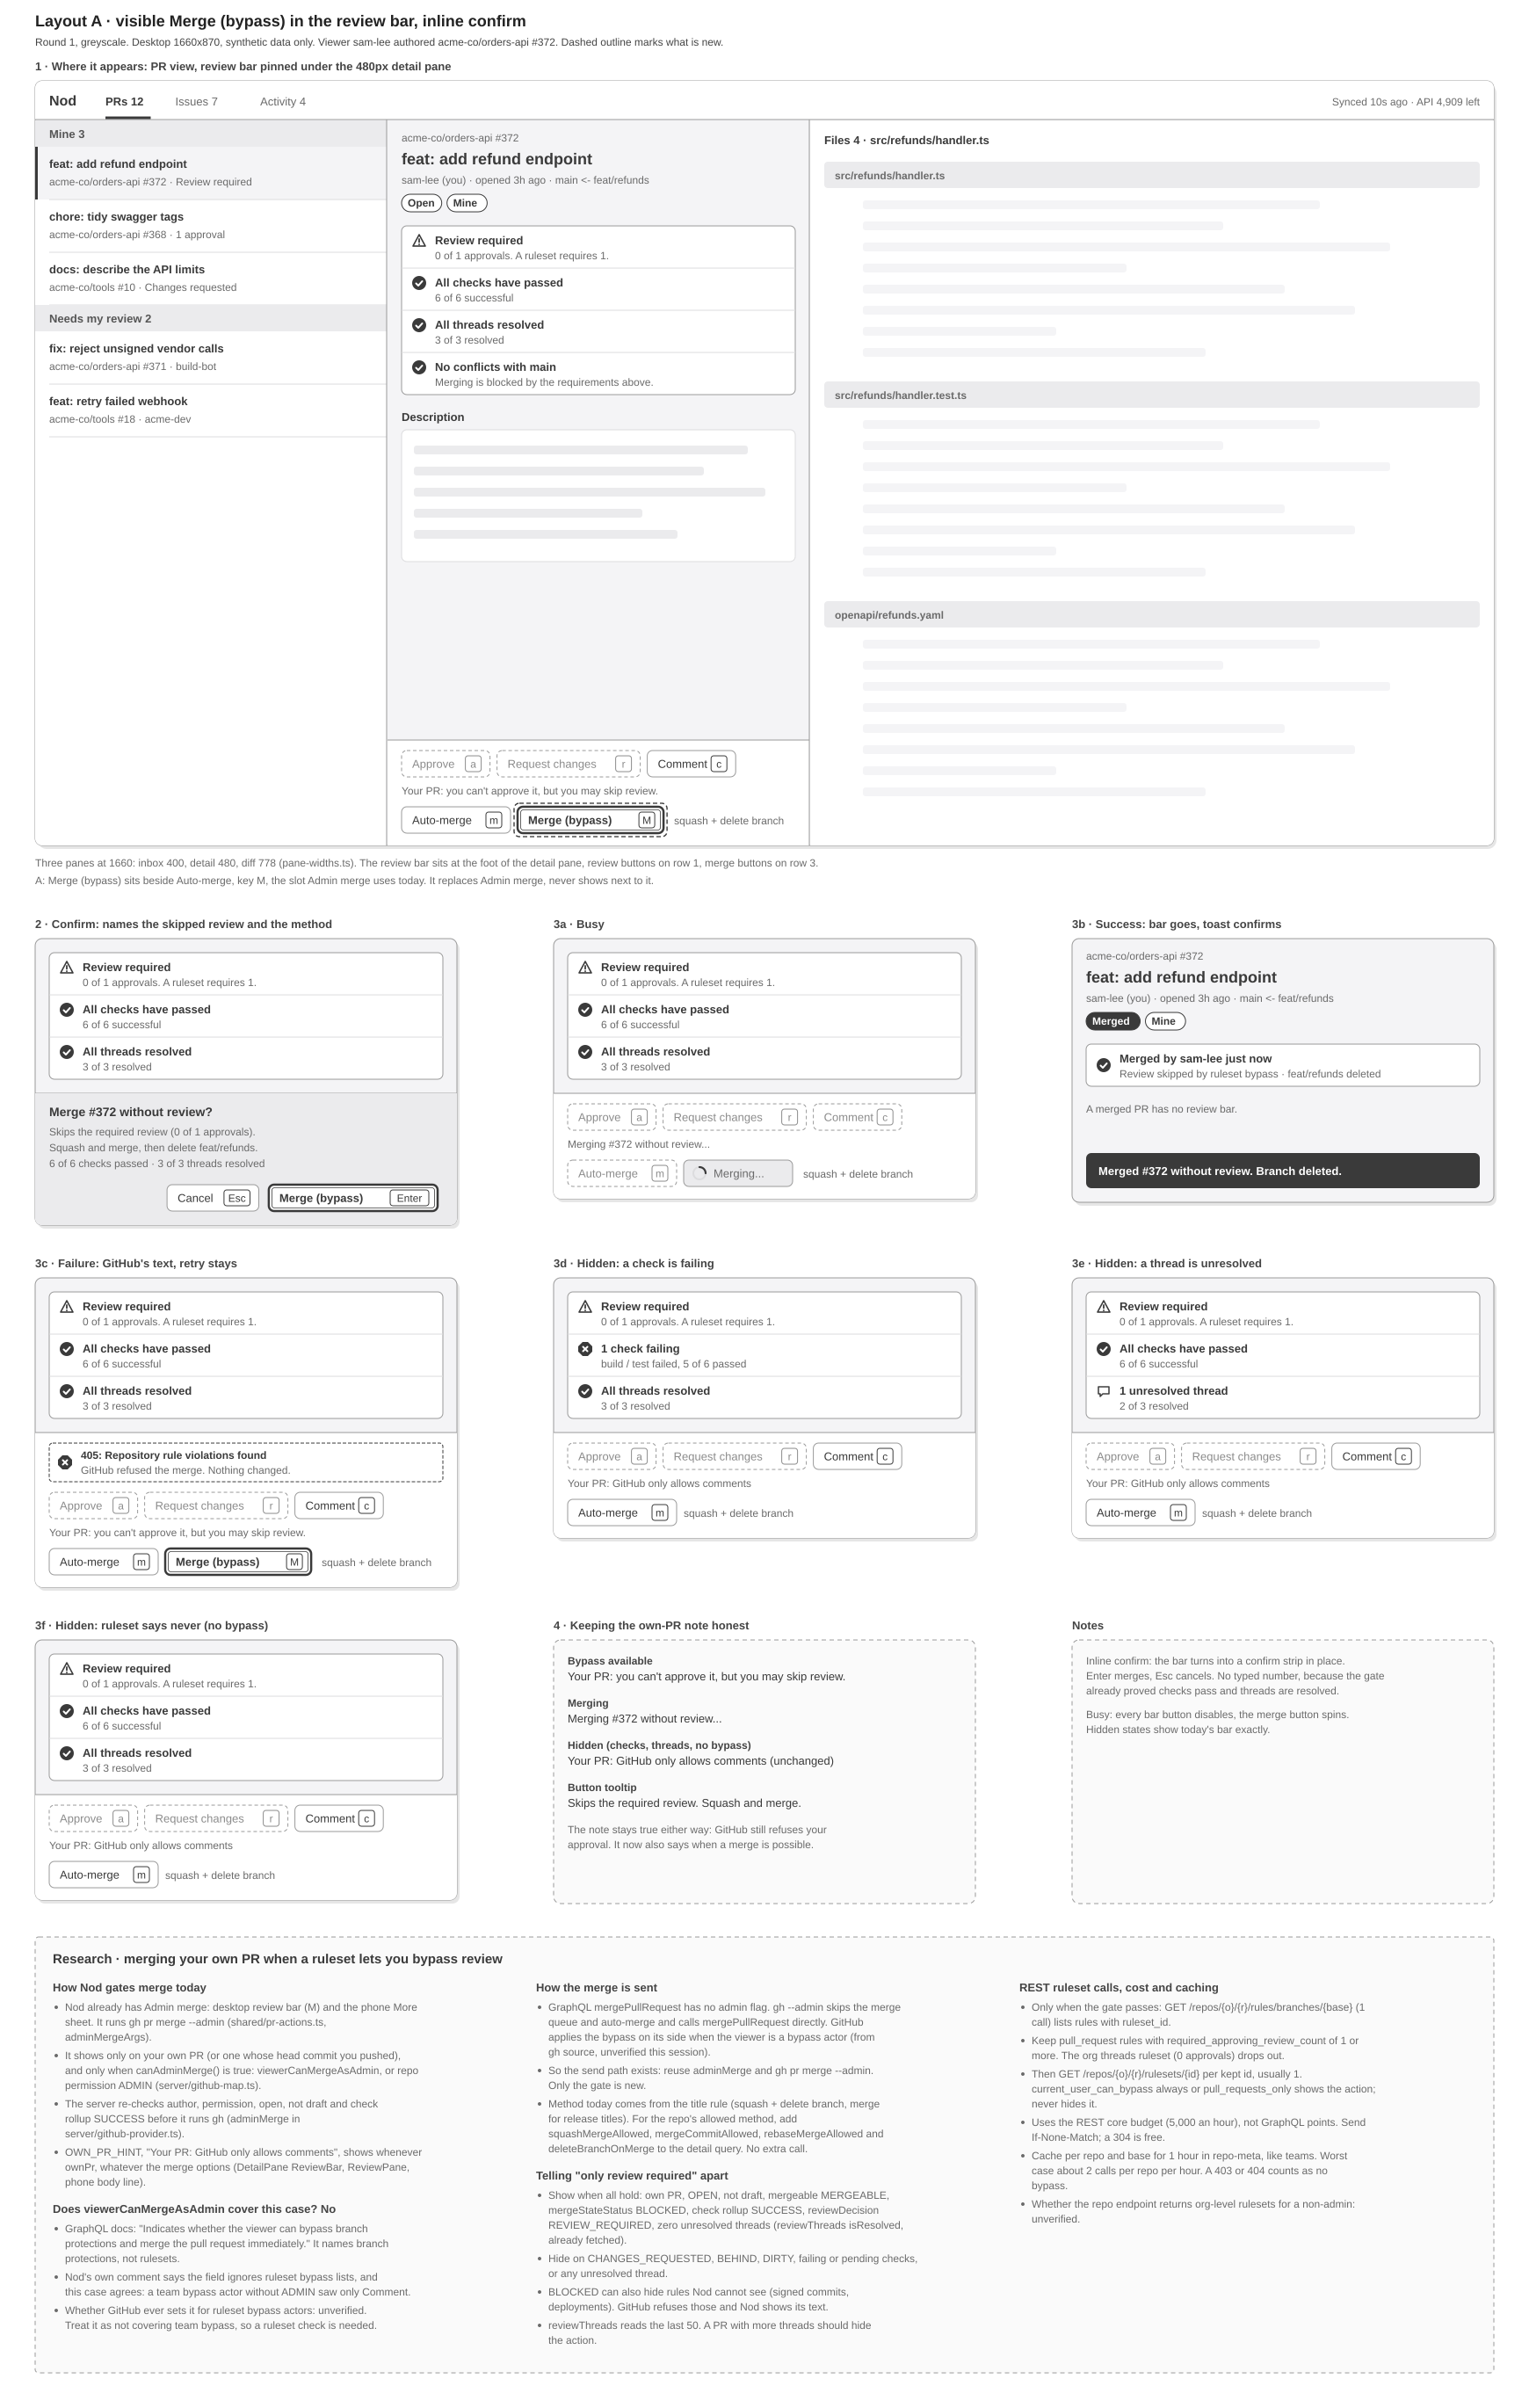 Layout A · visible Merge (bypass) in the review bar, inline confirm
Round 1, greyscale. Desktop 1660x870, synthetic data only. Viewer sam-lee authored acme-co/orders-api #372. Dashed outline marks what is new.
1 · Where it appears: PR view, review bar pinned under the 480px detail pane
Nod PRs 12 Issues 7 Activity 4 Synced 10s ago · API 4,909 left
Mine 3
feat: add refund endpoint
acme-co/orders-api #372 · Review required
chore: tidy swagger tags
acme-co/orders-api #368 · 1 approval
docs: describe the API limits
acme-co/tools #10 · Changes requested
Needs my review 2
fix: reject unsigned vendor calls
acme-co/orders-api #371 · build-bot
feat: retry failed webhook
acme-co/tools #18 · acme-dev
acme-co/orders-api #372
feat: add refund endpoint
sam-lee (you) · opened 3h ago · main <- feat/refunds
Open Mine
Review required
0 of 1 approvals. A ruleset requires 1.
All checks have passed
6 of 6 successful
All threads resolved
3 of 3 resolved
No conflicts with main
Merging is blocked by the requirements above.
Description
Approve a Request changes r Comment c
Your PR: you can't approve it, but you may skip review.
Auto-merge m Merge (bypass) M squash + delete branch
Files 4 · src/refunds/handler.ts
src/refunds/handler.ts
src/refunds/handler.test.ts
openapi/refunds.yaml
Three panes at 1660: inbox 400, detail 480, diff 778 (pane-widths.ts). The review bar sits at the foot of the detail pane, review buttons on row 1, merge buttons on row 3.
A: Merge (bypass) sits beside Auto-merge, key M, the slot Admin merge uses today. It replaces Admin merge, never shows next to it.
2 · Confirm: names the skipped review and the method
Review required
0 of 1 approvals. A ruleset requires 1.
All checks have passed
6 of 6 successful
All threads resolved
3 of 3 resolved
Merge #372 without review?
Skips the required review (0 of 1 approvals).
Squash and merge, then delete feat/refunds.
6 of 6 checks passed · 3 of 3 threads resolved
Cancel Esc Merge (bypass) Enter
3a · Busy
Review required
0 of 1 approvals. A ruleset requires 1.
All checks have passed
6 of 6 successful
All threads resolved
3 of 3 resolved
Approve a Request changes r Comment c
Merging #372 without review...
Auto-merge m Merging... squash + delete branch
3b · Success: bar goes, toast confirms
acme-co/orders-api #372
feat: add refund endpoint
sam-lee (you) · opened 3h ago · main <- feat/refunds
Merged Mine
Merged by sam-lee just now
Review skipped by ruleset bypass · feat/refunds deleted
A merged PR has no review bar.
Merged #372 without review. Branch deleted.
3c · Failure: GitHub's text, retry stays
Review required
0 of 1 approvals. A ruleset requires 1.
All checks have passed
6 of 6 successful
All threads resolved
3 of 3 resolved
405: Repository rule violations found
GitHub refused the merge. Nothing changed.
Approve a Request changes r Comment c
Your PR: you can't approve it, but you may skip review.
Auto-merge m Merge (bypass) M squash + delete branch
3d · Hidden: a check is failing
Review required
0 of 1 approvals. A ruleset requires 1.
1 check failing
build / test failed, 5 of 6 passed
All threads resolved
3 of 3 resolved
Approve a Request changes r Comment c
Your PR: GitHub only allows comments
Auto-merge m squash + delete branch
3e · Hidden: a thread is unresolved
Review required
0 of 1 approvals. A ruleset requires 1.
All checks have passed
6 of 6 successful
1 unresolved thread
2 of 3 resolved
Approve a Request changes r Comment c
Your PR: GitHub only allows comments
Auto-merge m squash + delete branch
3f · Hidden: ruleset says never (no bypass)
Review required
0 of 1 approvals. A ruleset requires 1.
All checks have passed
6 of 6 successful
All threads resolved
3 of 3 resolved
Approve a Request changes r Comment c
Your PR: GitHub only allows comments
Auto-merge m squash + delete branch
4 · Keeping the own-PR note honest
Bypass available
Your PR: you can't approve it, but you may skip review.
Merging
Merging #372 without review...
Hidden (checks, threads, no bypass)
Your PR: GitHub only allows comments (unchanged)
Button tooltip
Skips the required review. Squash and merge.
The note stays true either way: GitHub still refuses your
approval. It now also says when a merge is possible.
Notes
Inline confirm: the bar turns into a confirm strip in place.
Enter merges, Esc cancels. No typed number, because the gate
already proved checks pass and threads are resolved.
Busy: every bar button disables, the merge button spins.
Hidden states show today's bar exactly.
Research · merging your own PR when a ruleset lets you bypass review
How Nod gates merge today
• Nod already has Admin merge: desktop review bar (M) and the phone More
sheet. It runs gh pr merge --admin (shared/pr-actions.ts,
adminMergeArgs).
• It shows only on your own PR (or one whose head commit you pushed),
and only when canAdminMerge() is true: viewerCanMergeAsAdmin, or repo
permission ADMIN (server/github-map.ts).
• The server re-checks author, permission, open, not draft and check
rollup SUCCESS before it runs gh (adminMerge in
server/github-provider.ts).
• OWN_PR_HINT, "Your PR: GitHub only allows comments", shows whenever
ownPr, whatever the merge options (DetailPane ReviewBar, ReviewPane,
phone body line).
Does viewerCanMergeAsAdmin cover this case? No
• GraphQL docs: "Indicates whether the viewer can bypass branch
protections and merge the pull request immediately." It names branch
protections, not rulesets.
• Nod's own comment says the field ignores ruleset bypass lists, and
this case agrees: a team bypass actor without ADMIN saw only Comment.
• Whether GitHub ever sets it for ruleset bypass actors: unverified.
Treat it as not covering team bypass, so a ruleset check is needed.
How the merge is sent
• GraphQL mergePullRequest has no admin flag. gh --admin skips the merge
queue and auto-merge and calls mergePullRequest directly. GitHub
applies the bypass on its side when the viewer is a bypass actor (from
gh source, unverified this session).
• So the send path exists: reuse adminMerge and gh pr merge --admin.
Only the gate is new.
• Method today comes from the title rule (squash + delete branch, merge
for release titles). For the repo's allowed method, add
squashMergeAllowed, mergeCommitAllowed, rebaseMergeAllowed and
deleteBranchOnMerge to the detail query. No extra call.
Telling "only review required" apart
• Show when all hold: own PR, OPEN, not draft, mergeable MERGEABLE,
mergeStateStatus BLOCKED, check rollup SUCCESS, reviewDecision
REVIEW_REQUIRED, zero unresolved threads (reviewThreads isResolved,
already fetched).
• Hide on CHANGES_REQUESTED, BEHIND, DIRTY, failing or pending checks,
or any unresolved thread.
• BLOCKED can also hide rules Nod cannot see (signed commits,
deployments). GitHub refuses those and Nod shows its text.
• reviewThreads reads the last 50. A PR with more threads should hide
the action.
REST ruleset calls, cost and caching
• Only when the gate passes: GET /repos/{o}/{r}/rules/branches/{base} (1
call) lists rules with ruleset_id.
• Keep pull_request rules with required_approving_review_count of 1 or
more. The org threads ruleset (0 approvals) drops out.
• Then GET /repos/{o}/{r}/rulesets/{id} per kept id, usually 1.
current_user_can_bypass always or pull_requests_only shows the action;
never hides it.
• Uses the REST core budget (5,000 an hour), not GraphQL points. Send
If-None-Match; a 304 is free.
• Cache per repo and base for 1 hour in repo-meta, like teams. Worst
case about 2 calls per repo per hour. A 403 or 404 counts as no
bypass.
• Whether the repo endpoint returns org-level rulesets for a non-admin:
unverified.